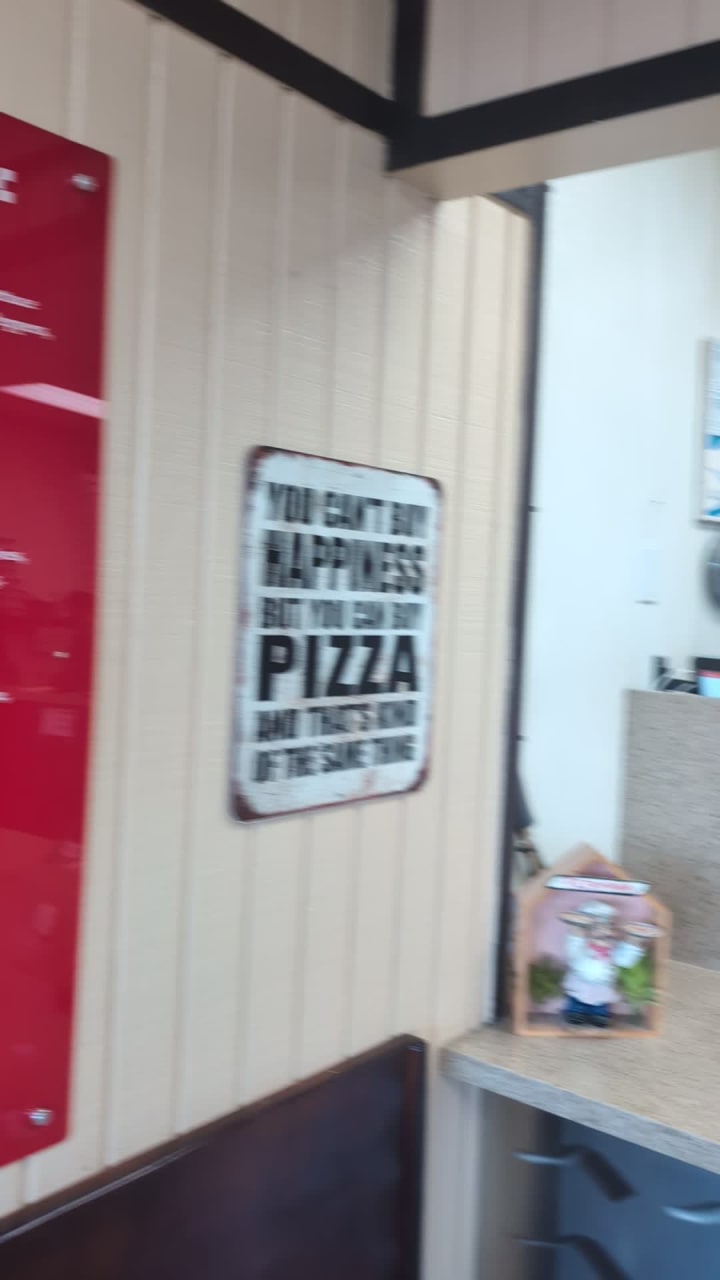 YOU CAN'T BUY
HAPPINESS
BUT YOU CAN BUY
PIZZA
AND THAT'S KIND
OF THE SAME THING